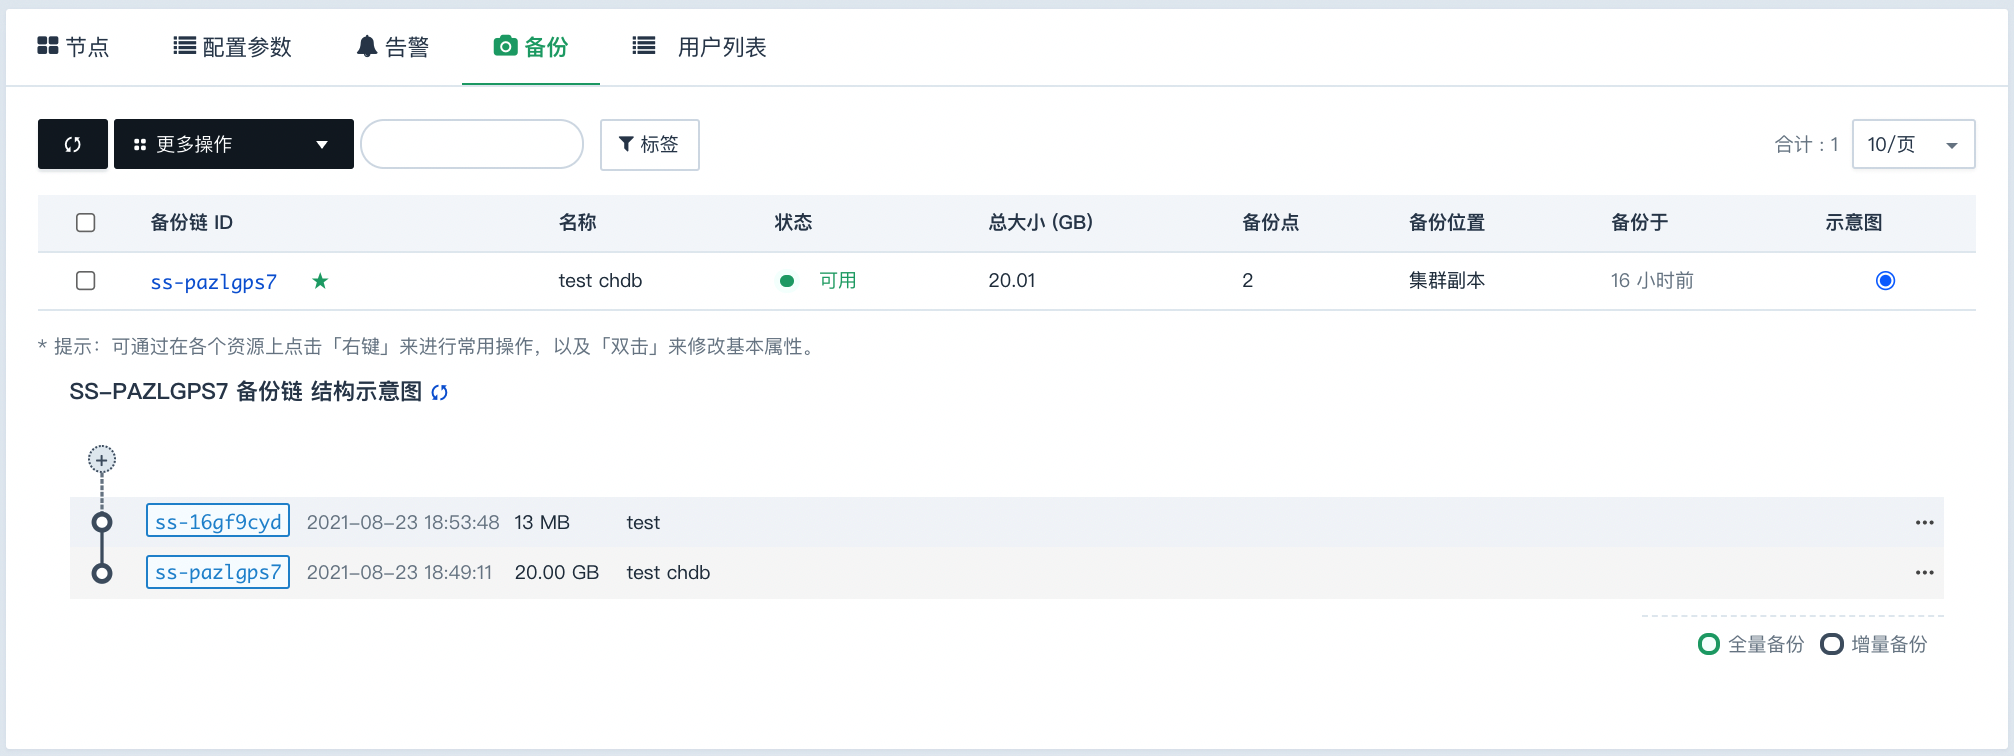 节点 配置参数 告警 备份 用户列表
更多操作 标签 合计 : 1 10/页
备份链 ID 名称 状态 总大小 (GB) 备份点 备份位置 备份于 示意图
ss-pazlgps7 test chdb 可用 20.01 2 集群副本 16 小时前
* 提示：可通过在各个资源上点击「右键」来进行常用操作，以及「双击」来修改基本属性。
SS-PAZLGPS7 备份链 结构示意图
ss-16gf9cyd 2021-08-23 18:53:48 13 MB test
ss-pazlgps7 2021-08-23 18:49:11 20.00 GB test chdb
全量备份 增量备份